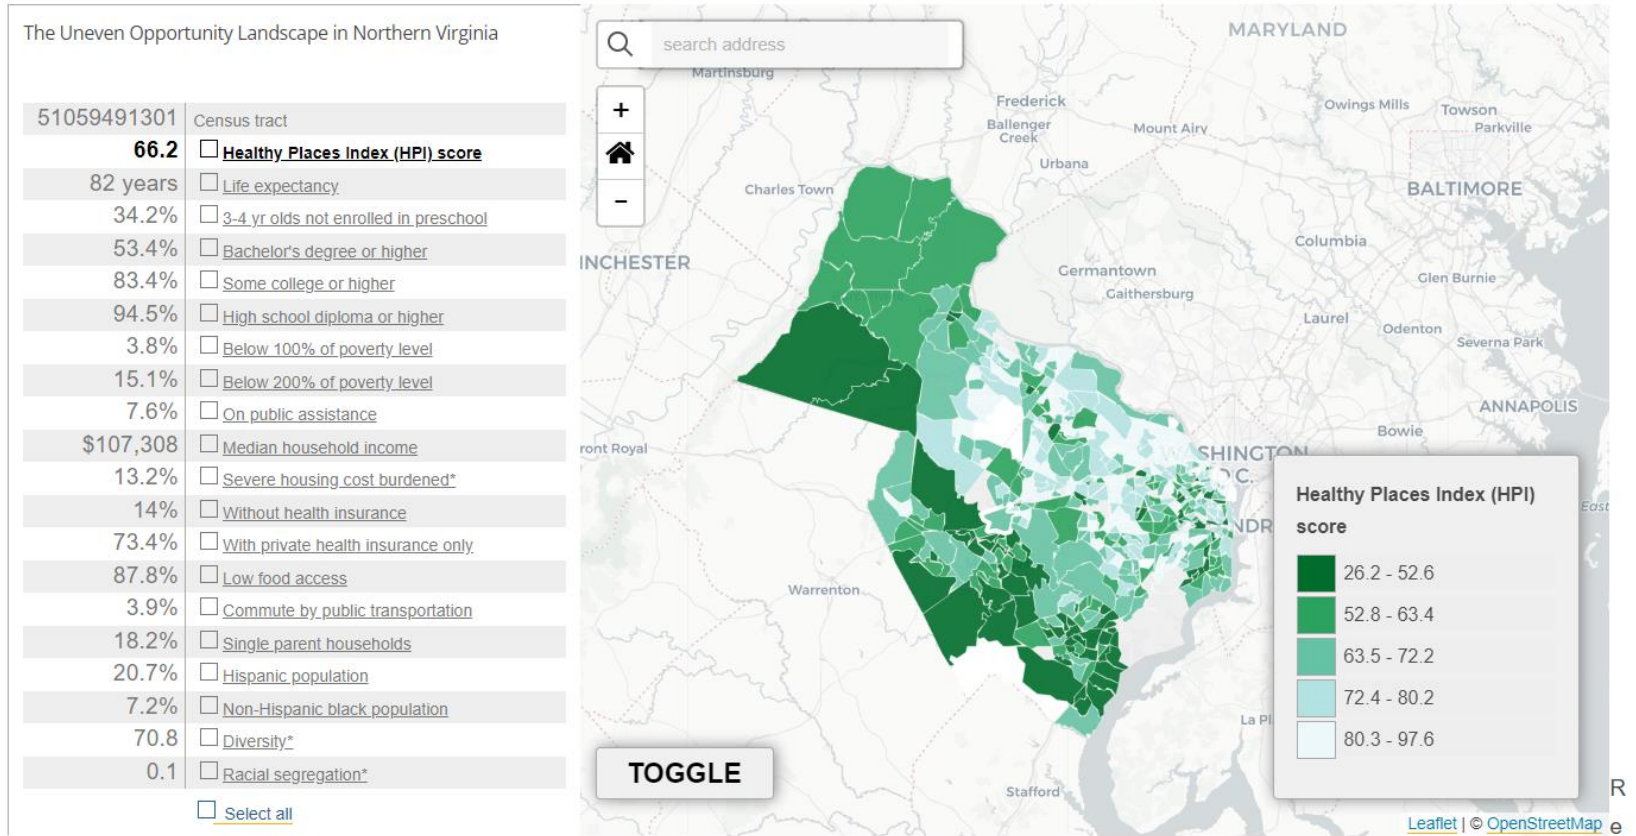 The Uneven Opportunity Landscape in Northern Virginia
51059491301 Census tract
66.2 Healthy Places Index (HPI) score
82 years Life expectancy
34.2% 3-4 yr olds not enrolled in preschool
53.4% Bachelor's degree or higher
83.4% Some college or higher
94.5% High school diploma or higher
3.8% Below 100% of poverty level
15.1% Below 200% of poverty level
7.6% On public assistance
$107,308 Median household income
13.2% Severe housing cost burdened*
14% Without health insurance
73.4% With private health insurance only
87.8% Low food access
3.9% Commute by public transportation
18.2% Single parent households
20.7% Hispanic population
7.2% Non-Hispanic black population
70.8 Diversity*
0.1 Racial segregation*
Select all
search address
+
−
MARYLAND
Martinsburg
Frederick
Ballenger
Creek
Mount Airy
Owings Mills
Towson
Parkville
Urbana
Charles Town
BALTIMORE
INCHESTER
Columbia
Germantown
Gaithersburg
Glen Burnie
Laurel
Odenton
Severna Park
ANNAPOLIS
Bowie
ront Royal
SHINGTON
C.
NDR
East
Warrenton
La Pl
Stafford
Healthy Places Index (HPI)
score
26.2 - 52.6
52.8 - 63.4
63.5 - 72.2
72.4 - 80.2
80.3 - 97.6
TOGGLE
Leaflet | © OpenStreetMap
R
e